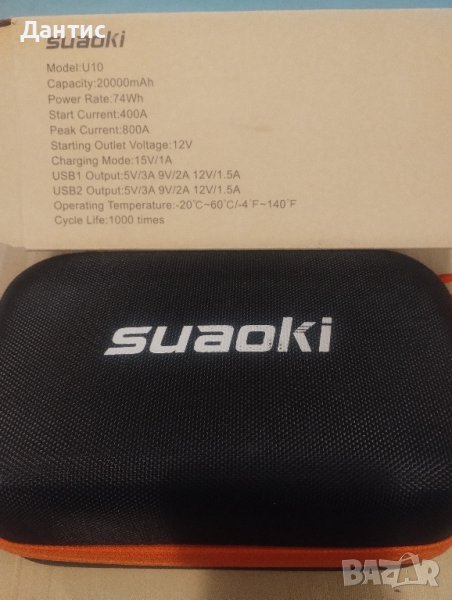 Дантис
suaoki
Model:U10
Capacity:20000mAh
Power Rate:74Wh
Start Current:400A
Peak Current:800A
Starting Outlet Voltage:12V
Charging Mode:15V/1A
USB1 Output:5V/3A 9V/2A 12V/1.5A
USB2 Output:5V/3A 9V/2A 12V/1.5A
Operating Temperature:-20℃~60℃/-4°F~140°F
Cycle Life:1000 times
suaoki
BAZAR